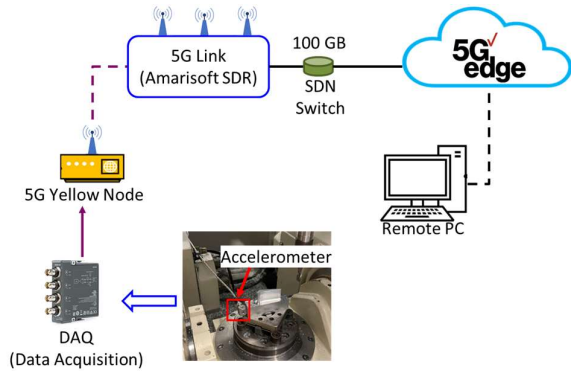 5G Link
(Amarisoft SDR)
100 GB
SDN
Switch
5G
edge
5G Yellow Node
Remote PC
Accelerometer
DAQ
(Data Acquisition)